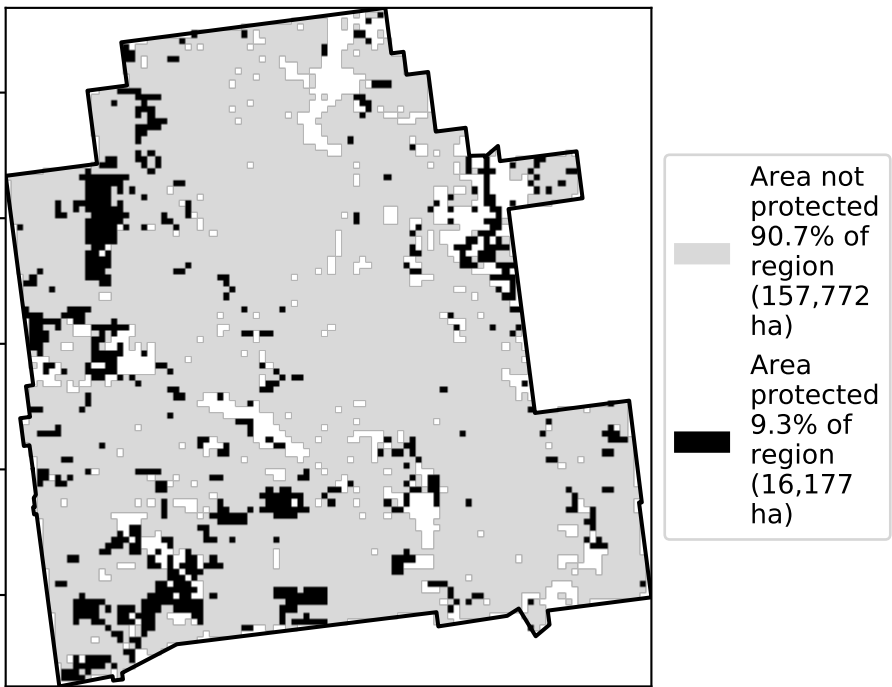 Area not
protected
90.7% of
region
(157,772
ha)
Area
protected
9.3% of
region
(16,177
ha)